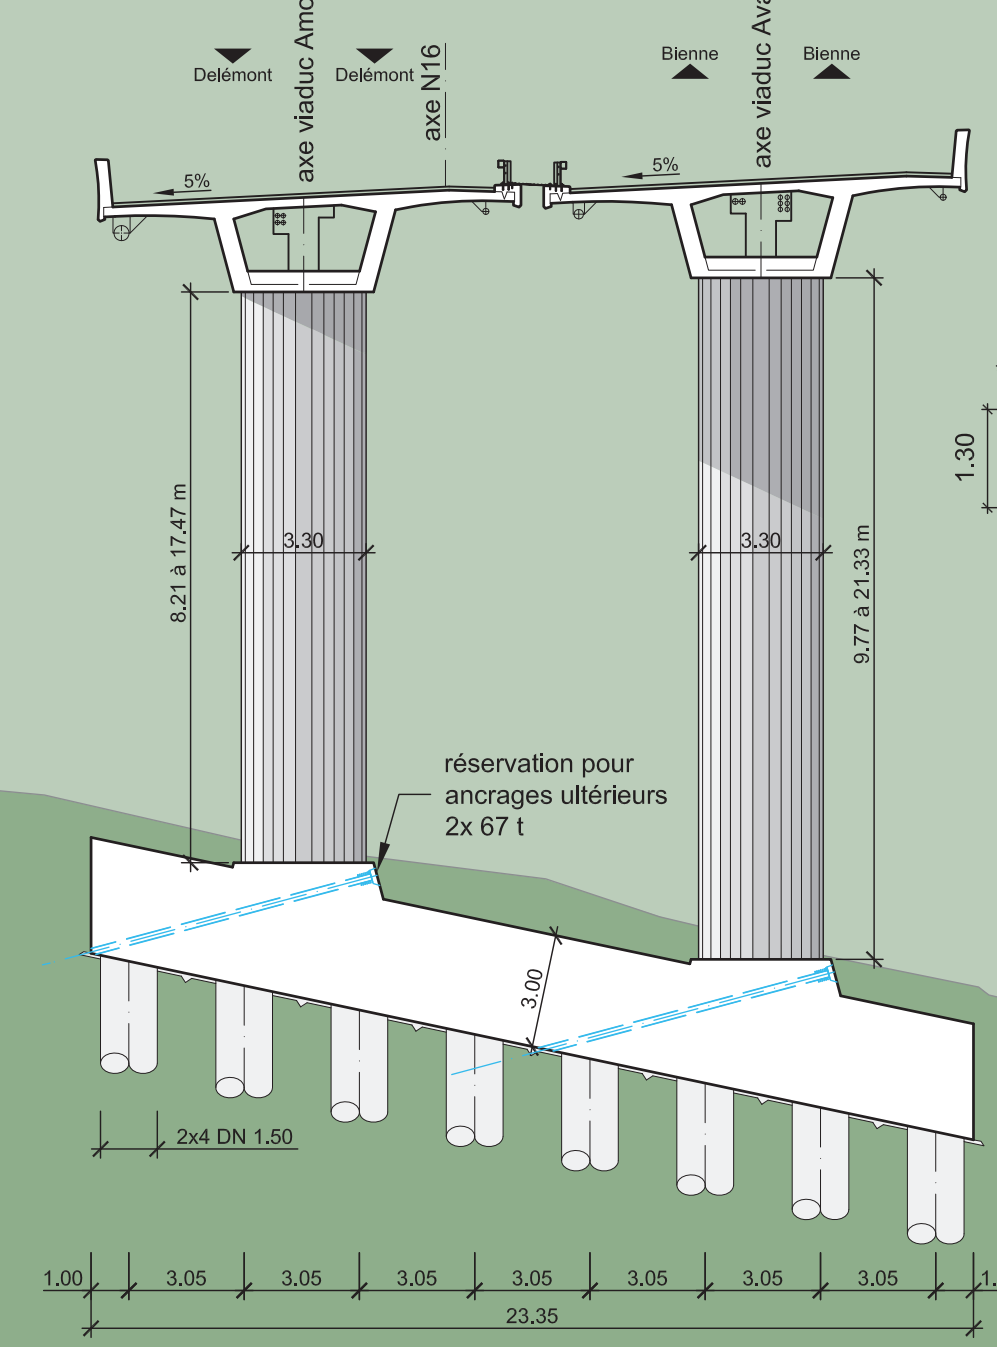 axe viaduc Amo
axe N16
axe viaduc Ava
Delémont
Delémont
Bienne
Bienne
5%
5%
8.21 à 17.47 m
3.30
3.30
9.77 à 21.33 m
1.30
réservation pour
ancrages ultérieurs
2x 67 t
3.00
2x4 DN 1.50
1.00 3.05 3.05 3.05 3.05 3.05 3.05 3.05 1.
23.35